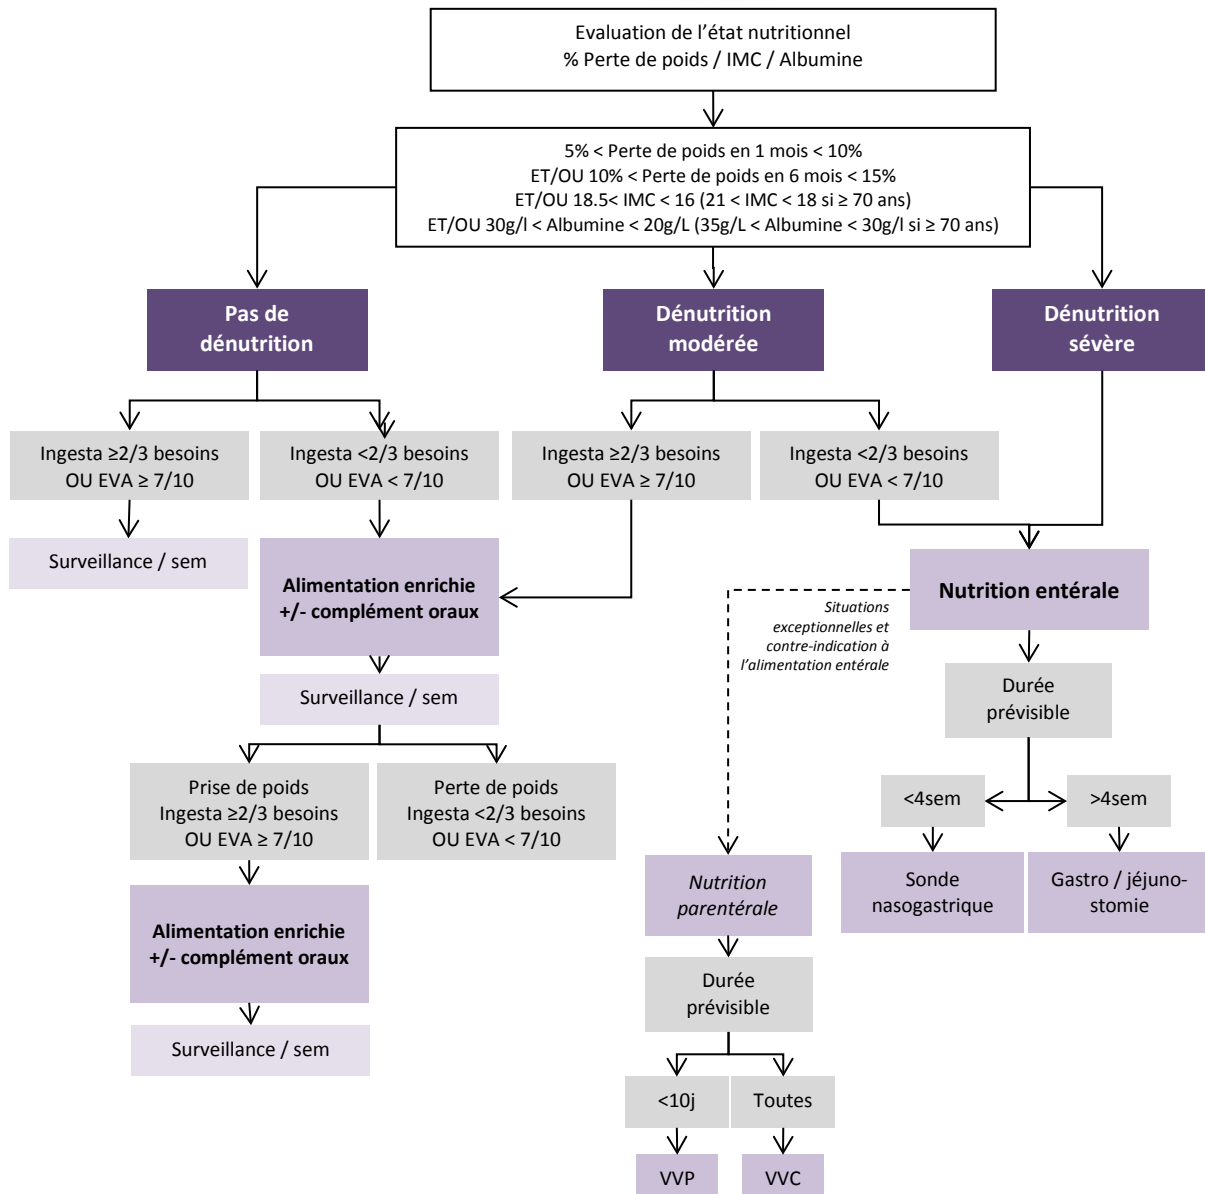 Evaluation de l’état nutritionnel
% Perte de poids / IMC / Albumine
5% < Perte de poids en 1 mois < 10%
ET/OU 10% < Perte de poids en 6 mois < 15%
ET/OU 18.5< IMC < 16 (21 < IMC < 18 si ≥ 70 ans)
ET/OU 30g/l < Albumine < 20g/L (35g/L < Albumine < 30g/l si ≥ 70 ans)
Pas de
dénutrition
Dénutrition
modérée
Dénutrition
sévère
Ingesta ≥2/3 besoins
OU EVA ≥ 7/10
Ingesta <2/3 besoins
OU EVA < 7/10
Ingesta ≥2/3 besoins
OU EVA ≥ 7/10
Ingesta <2/3 besoins
OU EVA < 7/10
Surveillance / sem
Alimentation enrichie
+/- complément oraux
Nutrition entérale
Situations
exceptionnelles et
contre-indication à
l’alimentation entérale
Surveillance / sem
Durée
prévisible
Prise de poids
Ingesta ≥2/3 besoins
OU EVA ≥ 7/10
Perte de poids
Ingesta <2/3 besoins
OU EVA < 7/10
<4sem
>4sem
Sonde
nasogastrique
Gastro / jéjuno-
stomie
Nutrition
parentérale
Alimentation enrichie
+/- complément oraux
Durée
prévisible
Surveillance / sem
<10j
Toutes
VVP
VVC